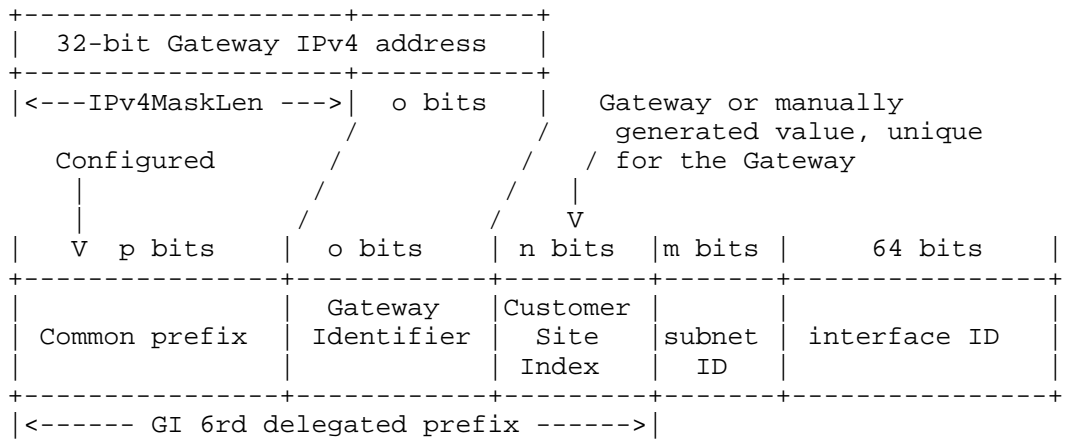 +---------------------+-----------+
|  32-bit Gateway IPv4 address    |
+---------------------+-----------+
|<---IPv4MaskLen --->|  o bits   |   Gateway or manually
/           /    generated value, unique
Configured       /           /   / for the Gateway
|              /           /   |
|             /           /    V
|   V  p bits    |  o bits    | n bits  |m bits |    64 bits    |
+----------------+------------+---------+-------+---------------+
|                |  Gateway   |Customer |       |               |
| Common prefix  | Identifier |  Site   |subnet | interface ID  |
|                |            |  Index  |  ID   |               |
+----------------+------------+---------+-------+---------------+
|<------ GI 6rd delegated prefix ------>|